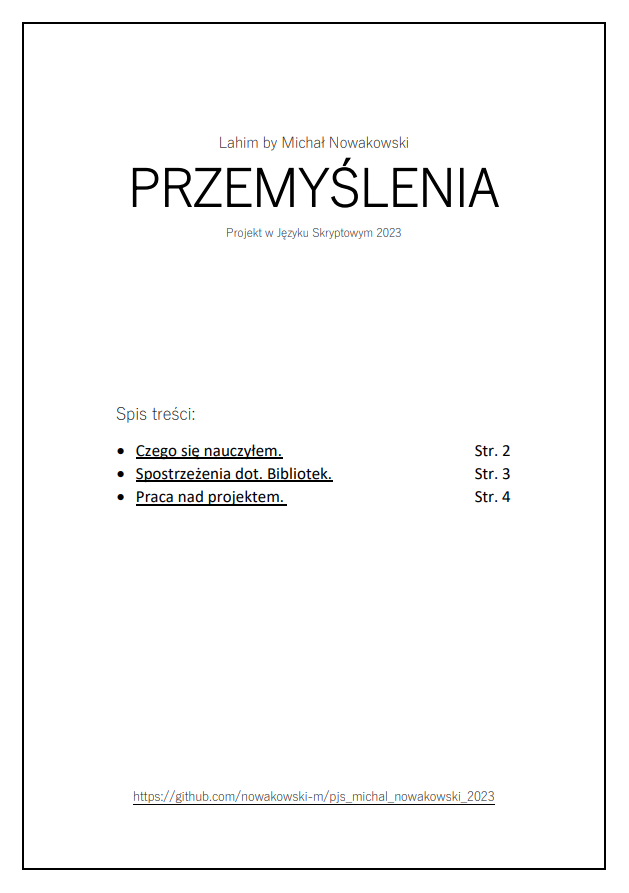 Lahim by Michał Nowakowski
PRZEMYŚLENIA
Projekt w Języku Skryptowym 2023
Spis treści:
• Czego się nauczyłem. Str. 2
• Spostrzeżenia dot. Bibliotek. Str. 3
• Praca nad projektem. Str. 4
https://github.com/nowakowski-m/pjs_michal_nowakowski_2023